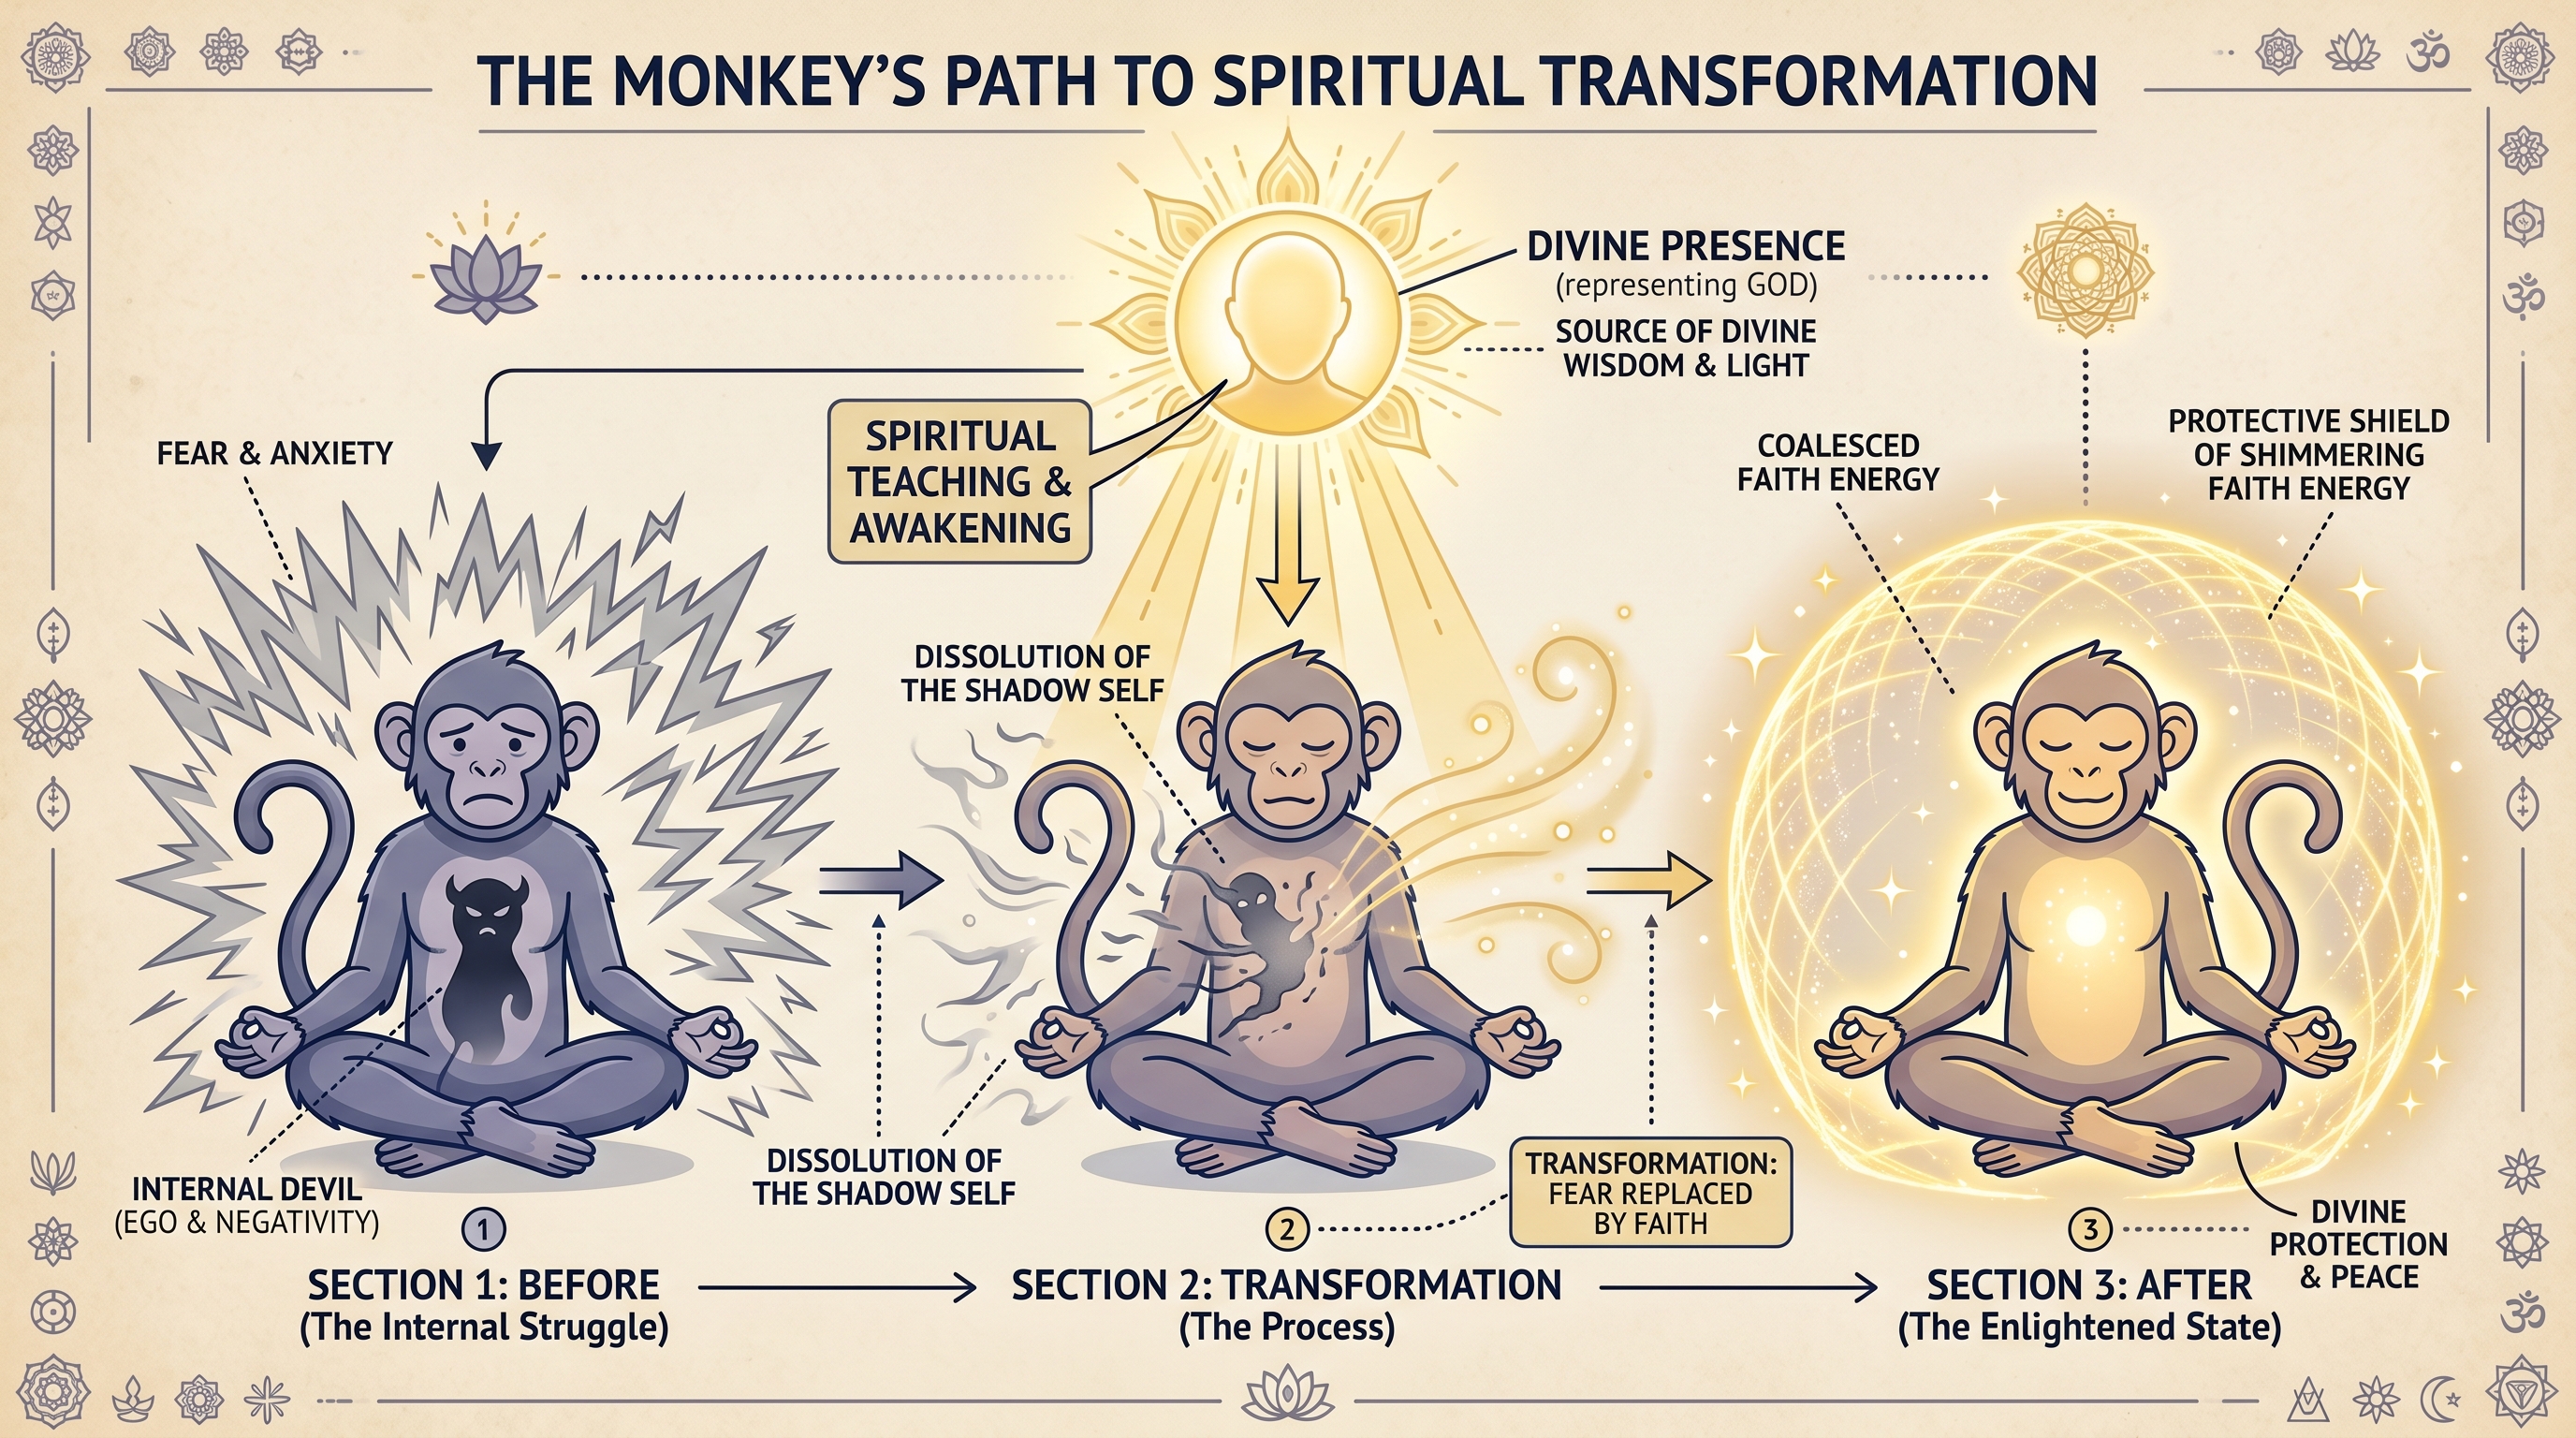 THE MONKEY'S PATH TO SPIRITUAL TRANSFORMATION
DIVINE PRESENCE
(representing GOD)
SOURCE OF DIVINE
WISDOM & LIGHT
SPIRITUAL
TEACHING &
AWAKENING
FEAR & ANXIETY
COALESCED
FAITH ENERGY
PROTECTIVE SHIELD
OF SHIMMERING
FAITH ENERGY
DISSOLUTION OF
THE SHADOW SELF
INTERNAL DEVIL
(EGO & NEGATIVITY)
DISSOLUTION OF
THE SHADOW SELF
TRANSFORMATION:
FEAR REPLACED
BY FAITH
DIVINE
PROTECTION
& PEACE
1
SECTION 1: BEFORE
(The Internal Struggle)
2
SECTION 2: TRANSFORMATION
(The Process)
3
SECTION 3: AFTER
(The Enlightened State)
ॐ
ॐ
ॐ